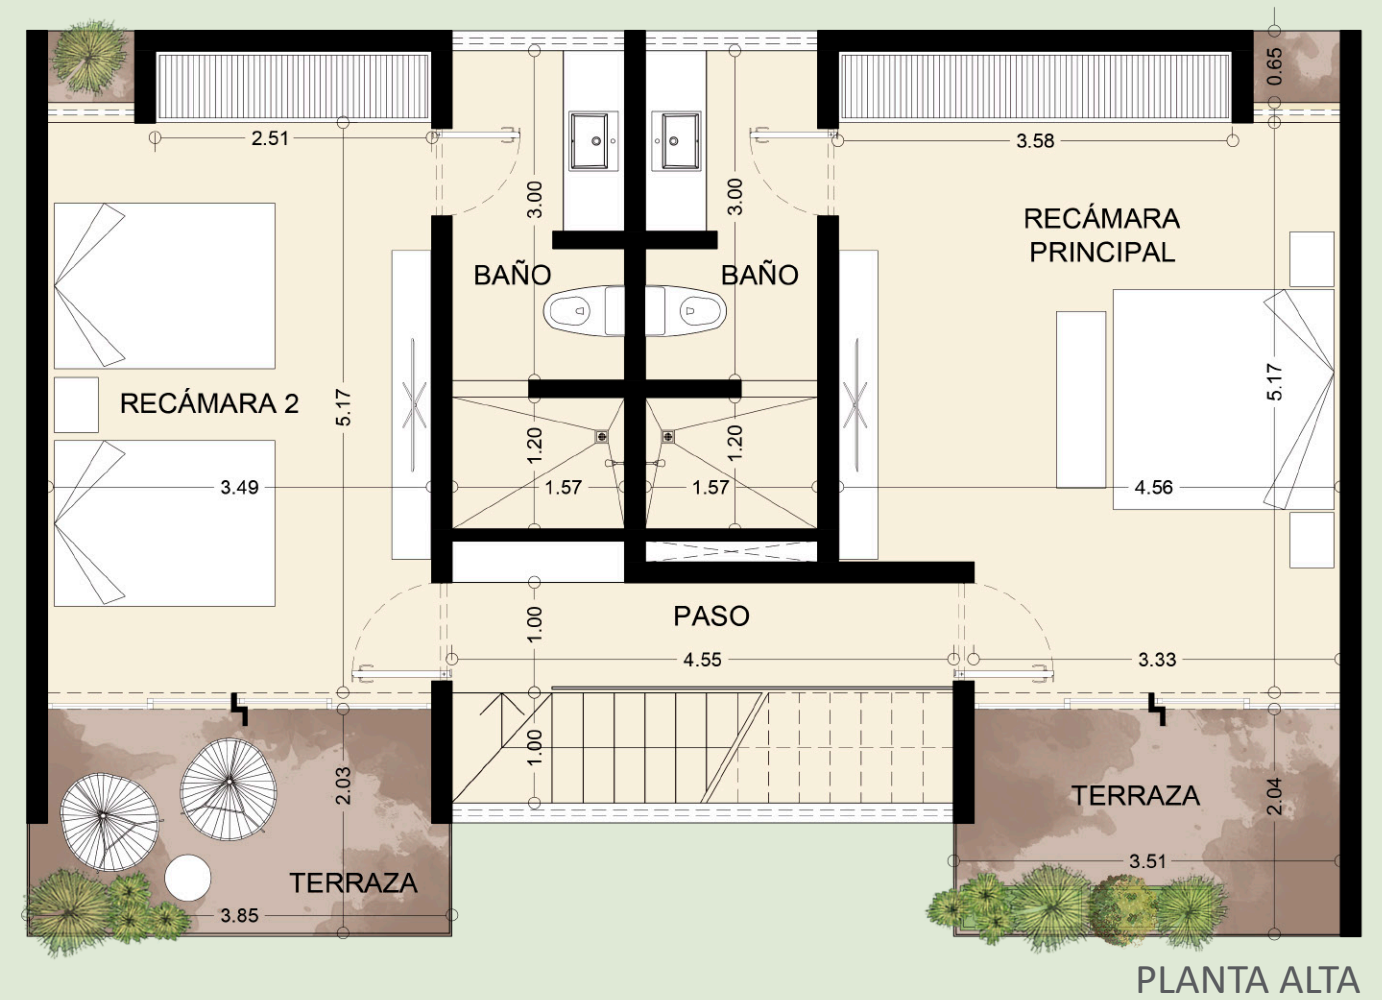 0.65
2.51
3.58
3.00
3.00
RECÁMARA
PRINCIPAL
BAÑO
BAÑO
RECÁMARA 2
5.17
5.17
1.20
1.20
3.49
1.57
1.57
4.56
1.00
PASO
4.55
3.33
1.00
2.03
TERRAZA
2.04
3.51
TERRAZA
3.85
PLANTA ALTA